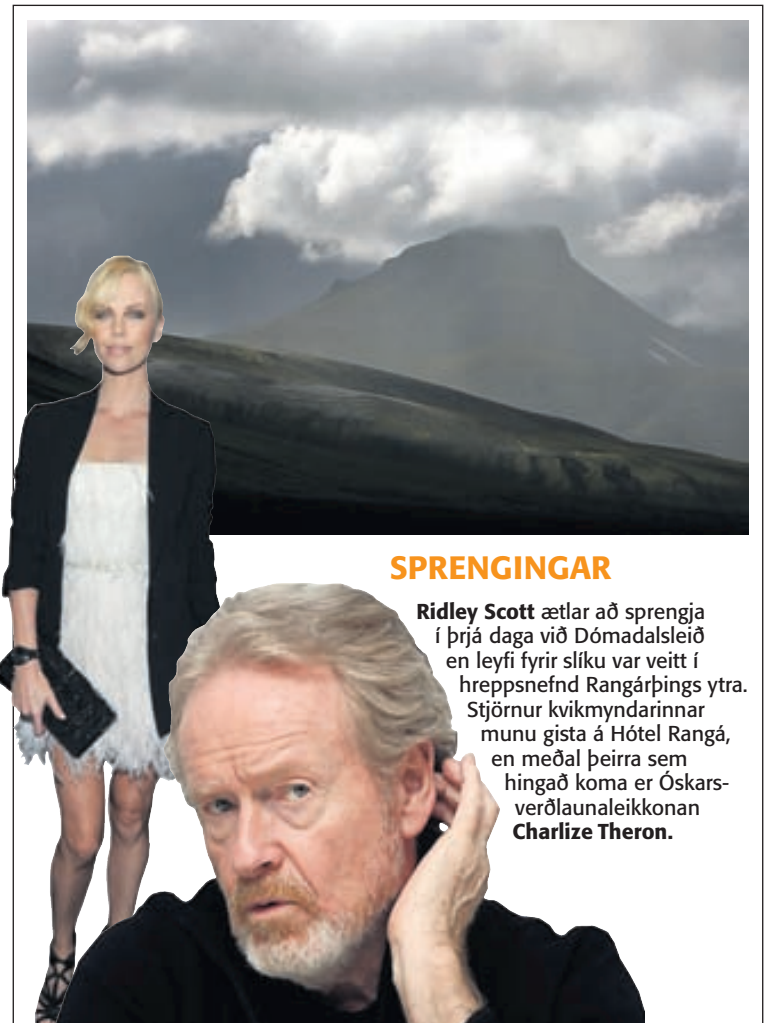 SPRENGINGAR
Ridley Scott ætlar að sprengja
í þrjá daga við Dómadalsleið
en leyfi fyrir slíku var veitt í
hreppsnefnd Rangárþings ytra.
Stjörnur kvikmyndarinnar
munu gista á Hótel Rangá,
en meðal þeirra sem
hingað koma er Óskars-
verðlaunaleikkonan
Charlize Theron.